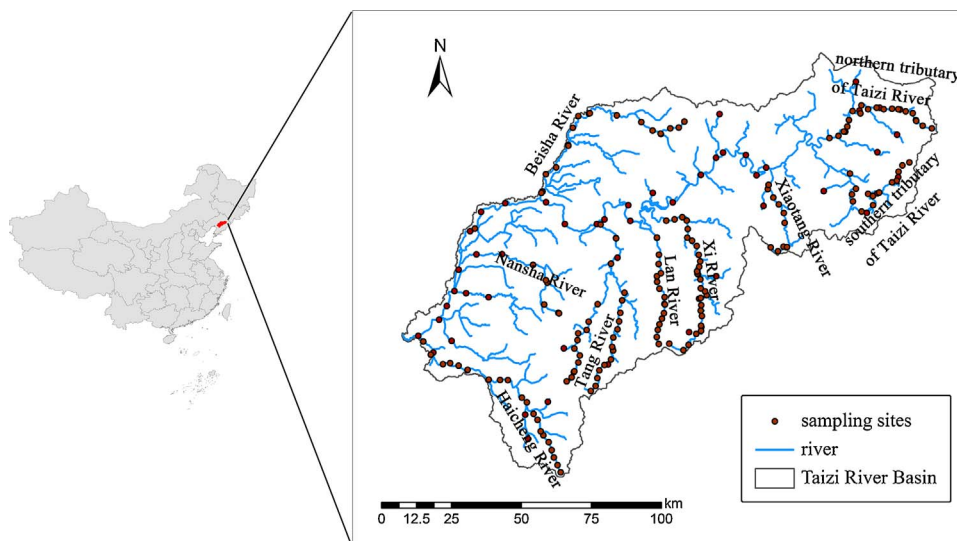 N
northern tributary
of Taizi River
Beisha River
Xiaotang River
southern tributary
of Taizi River
Xi River
Lan River
Nansha River
Tang River
Haicheng River
sampling sites
river
Taizi River Basin
km
0 12.5 25 50 75 100